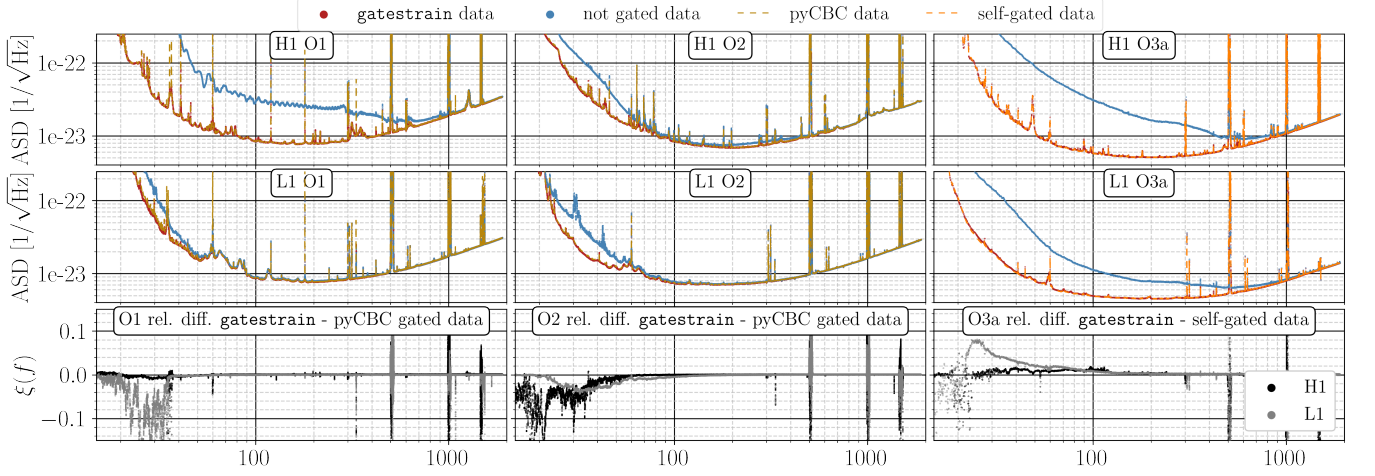 gatestrain data
not gated data
pyCBC data
self-gated data
H1 O1
H1 O2
H1 O3a
ASD [1/√Hz]
1e-22
1e-23
L1 O1
L1 O2
L1 O3a
ASD [1/√Hz]
1e-22
1e-23
O1 rel. diff. gatestrain - pyCBC gated data
O2 rel. diff. gatestrain - pyCBC gated data
O3a rel. diff. gatestrain - self-gated data
ξ(f)
0.1
0.0
−0.1
H1
L1
100
1000
100
1000
100
1000